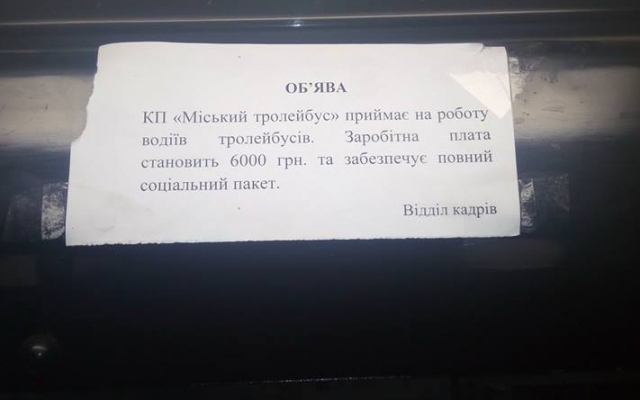 ОБ’ЯВА
КП «Міський тролейбус» приймає на роботу
водіїв тролейбусів. Заробітна плата
становить 6000 грн. та забезпечує повний
соціальний пакет.
Відділ кадрів